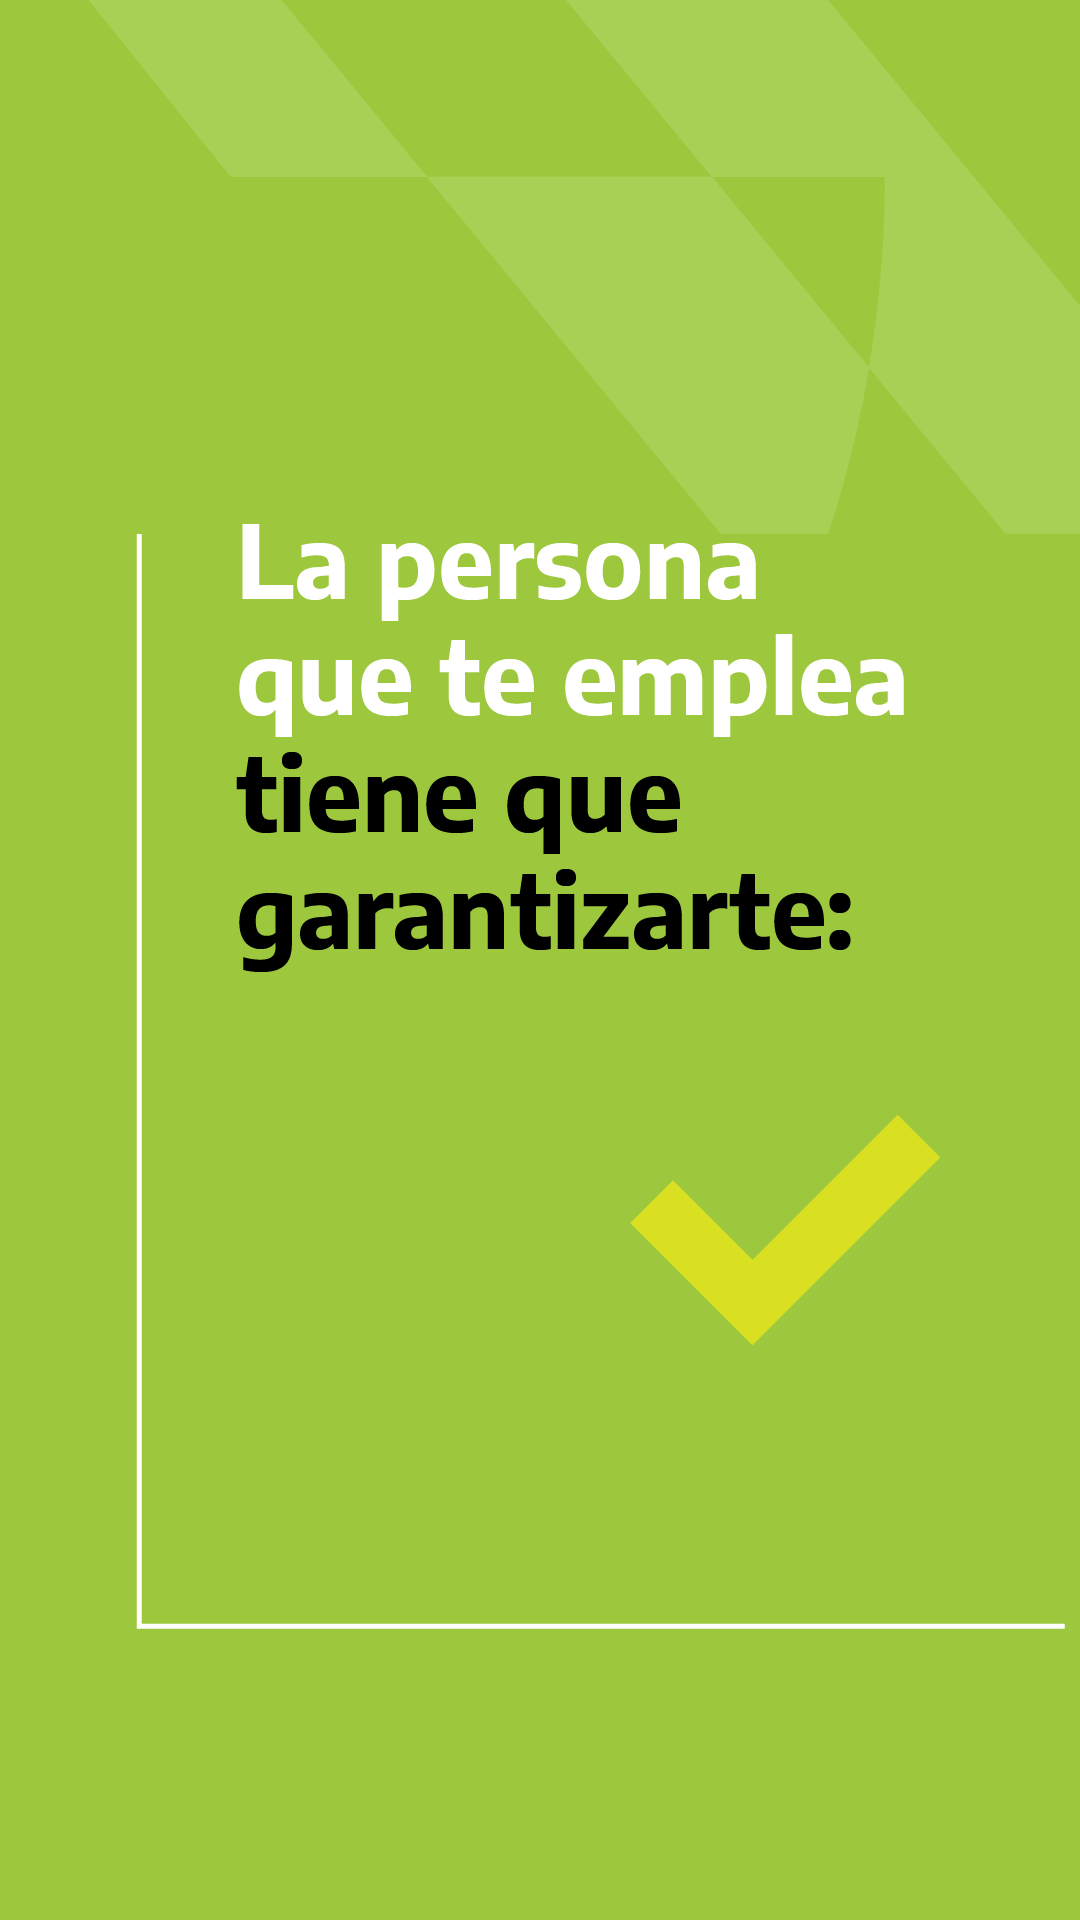 La persona
que te emplea
tiene que
garantizarte: